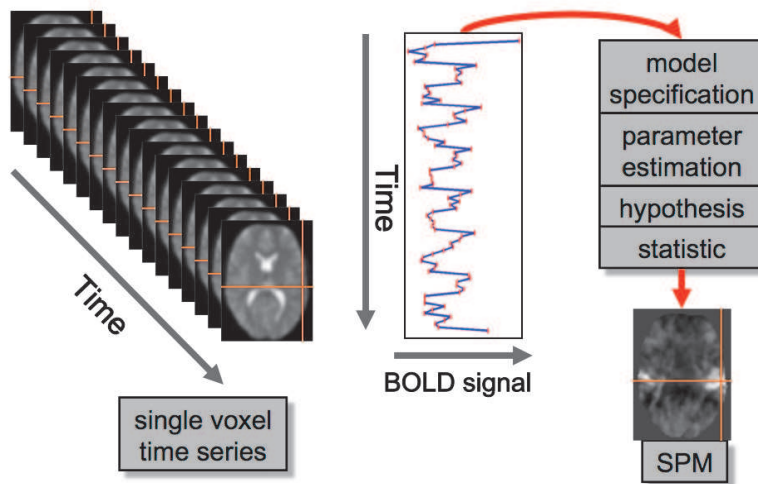 Time
single voxel
time series
Time
BOLD signal
model
specification
parameter
estimation
hypothesis
statistic
SPM